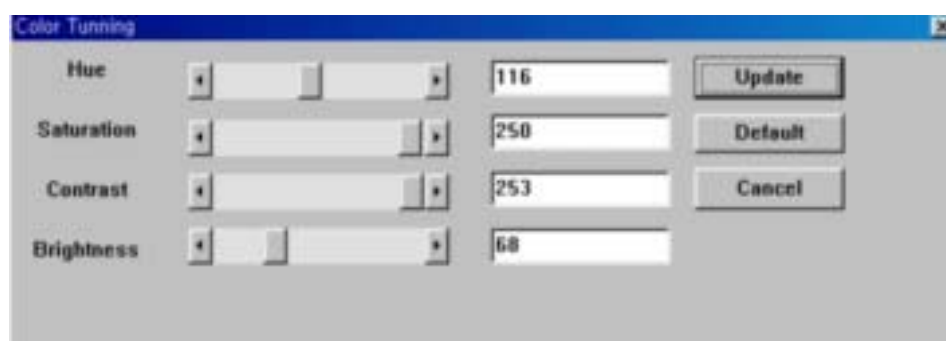 Color Tunning
Hue 116 Update
Saturation 250 Default
Contrast 253 Cancel
Brightness 68